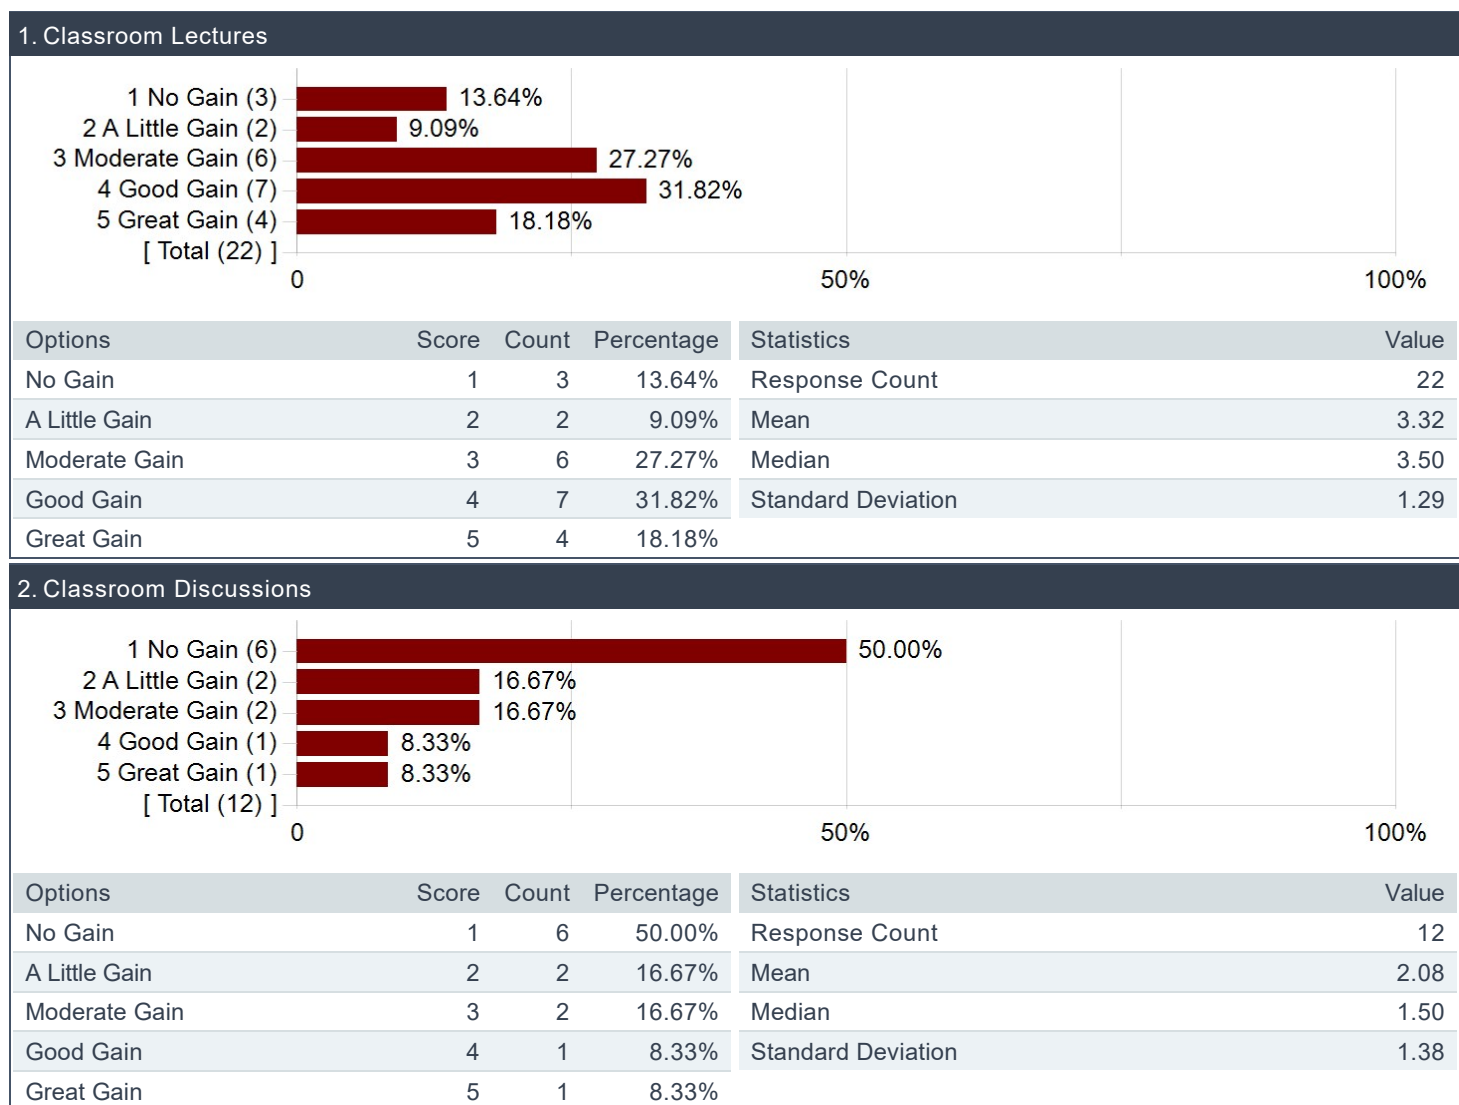 1. Classroom Lectures
1 No Gain (3) 13.64%
2 A Little Gain (2) 9.09%
3 Moderate Gain (6) 27.27%
4 Good Gain (7) 31.82%
5 Great Gain (4) 18.18%
[ Total (22) ]
0 50% 100%
Options Score Count Percentage Statistics Value
No Gain 1 3 13.64% Response Count 22
A Little Gain 2 2 9.09% Mean 3.32
Moderate Gain 3 6 27.27% Median 3.50
Good Gain 4 7 31.82% Standard Deviation 1.29
Great Gain 5 4 18.18%
2. Classroom Discussions
1 No Gain (6) 50.00%
2 A Little Gain (2) 16.67%
3 Moderate Gain (2) 16.67%
4 Good Gain (1) 8.33%
5 Great Gain (1) 8.33%
[ Total (12) ]
0 50% 100%
Options Score Count Percentage Statistics Value
No Gain 1 6 50.00% Response Count 12
A Little Gain 2 2 16.67% Mean 2.08
Moderate Gain 3 2 16.67% Median 1.50
Good Gain 4 1 8.33% Standard Deviation 1.38
Great Gain 5 1 8.33%